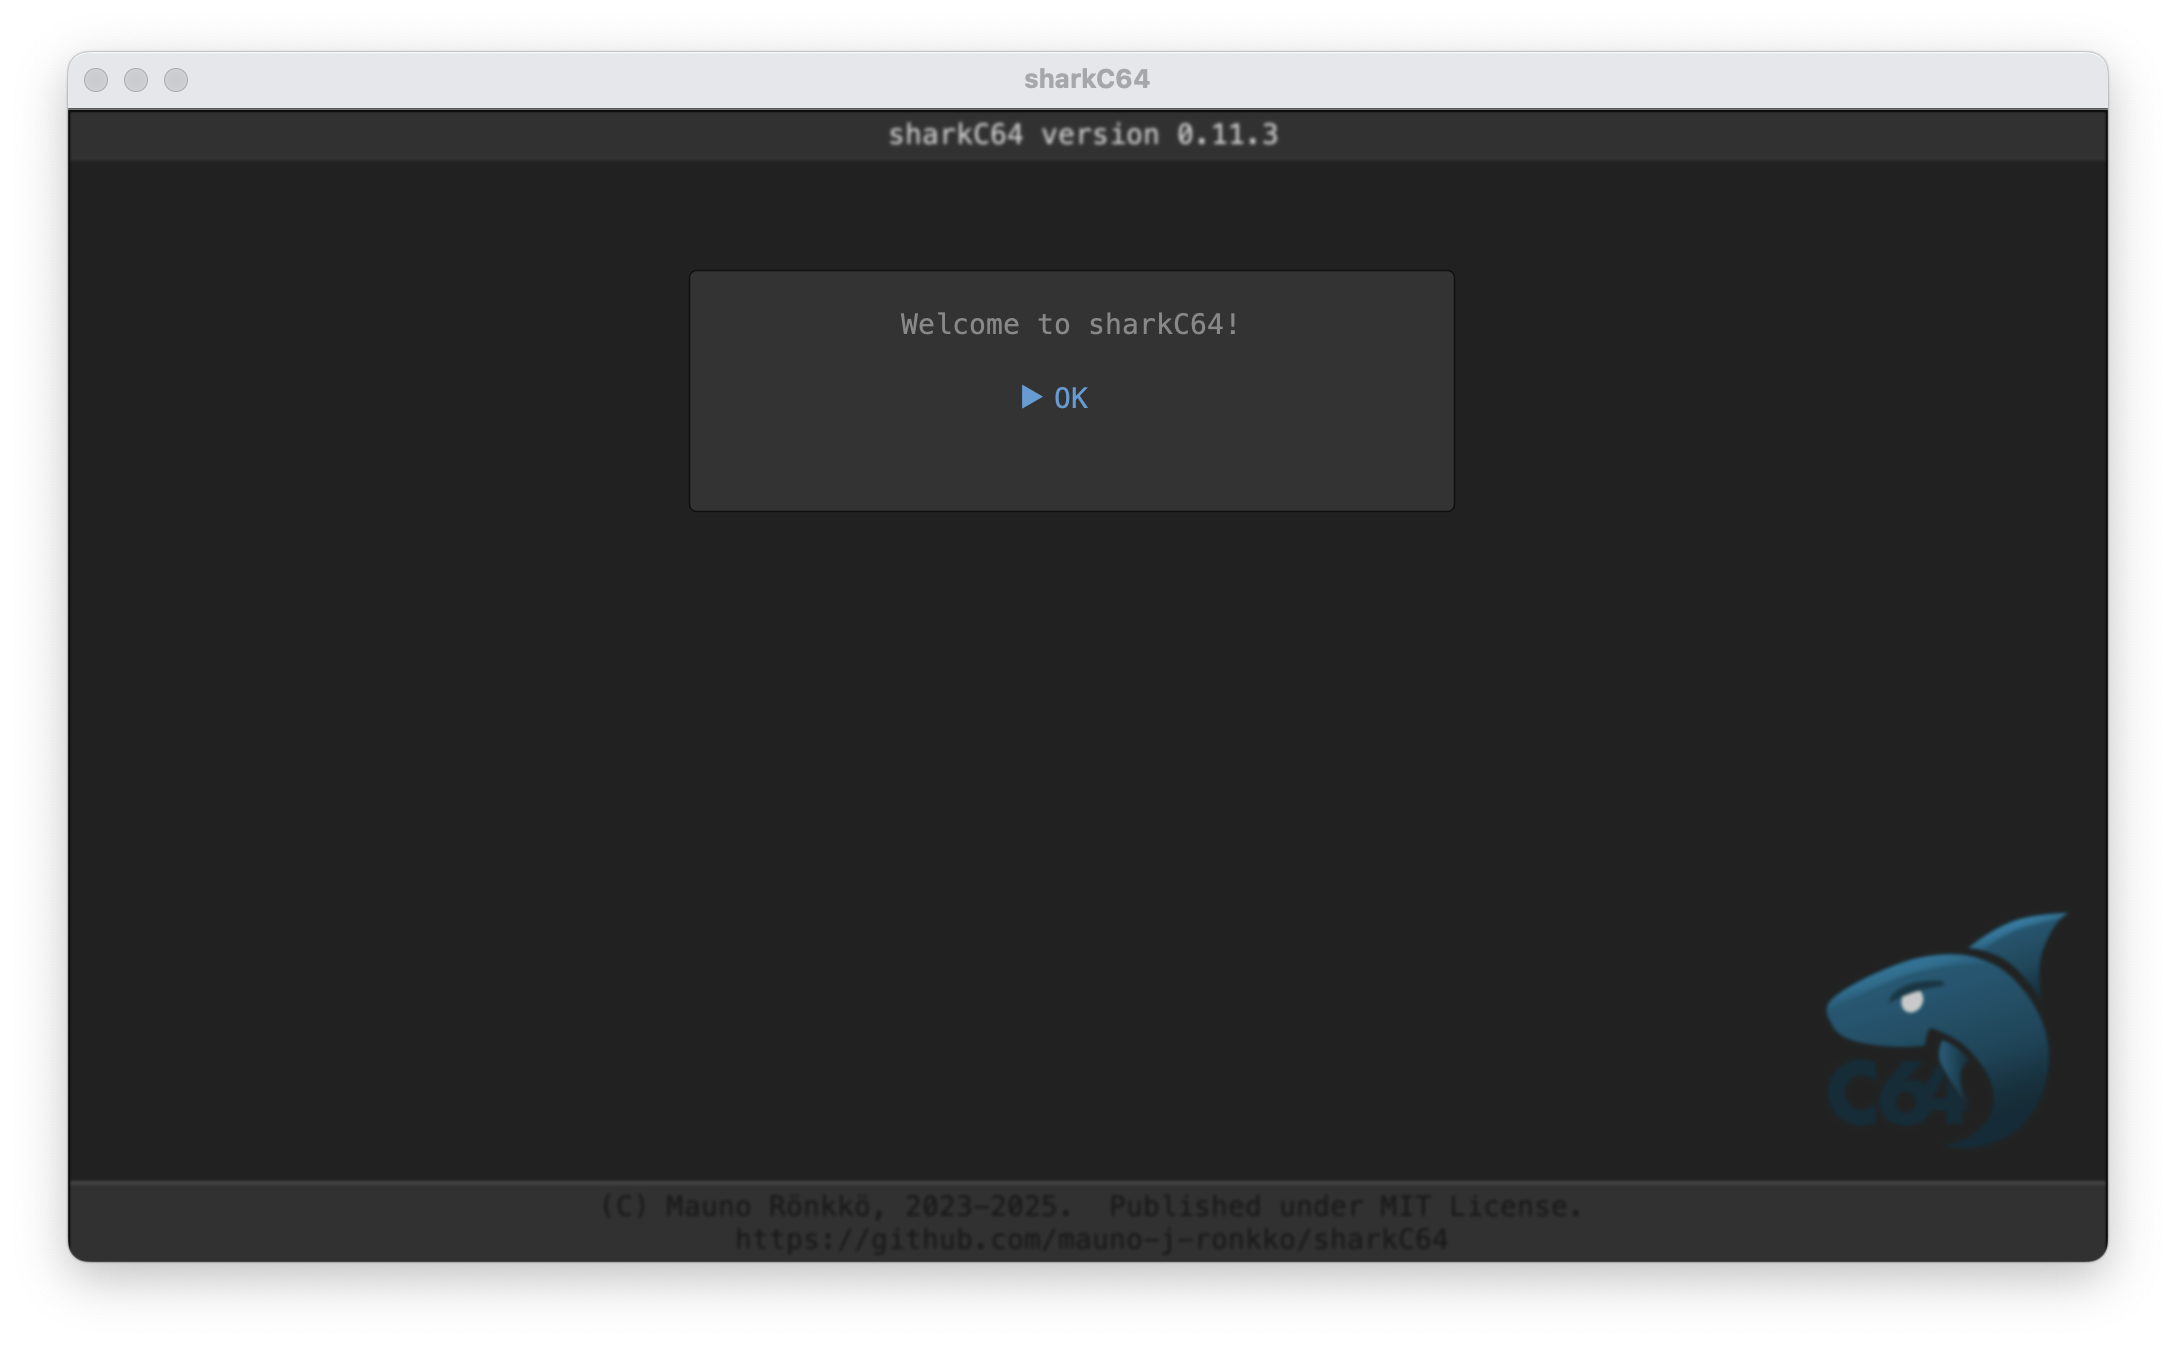 sharkC64
sharkC64 version 0.11.3
Welcome to sharkC64!
OK
C64
(C) Mauno Rönkkö, 2023-2025.  Published under MIT License.
https://github.com/mauno-j-ronkko/sharkC64